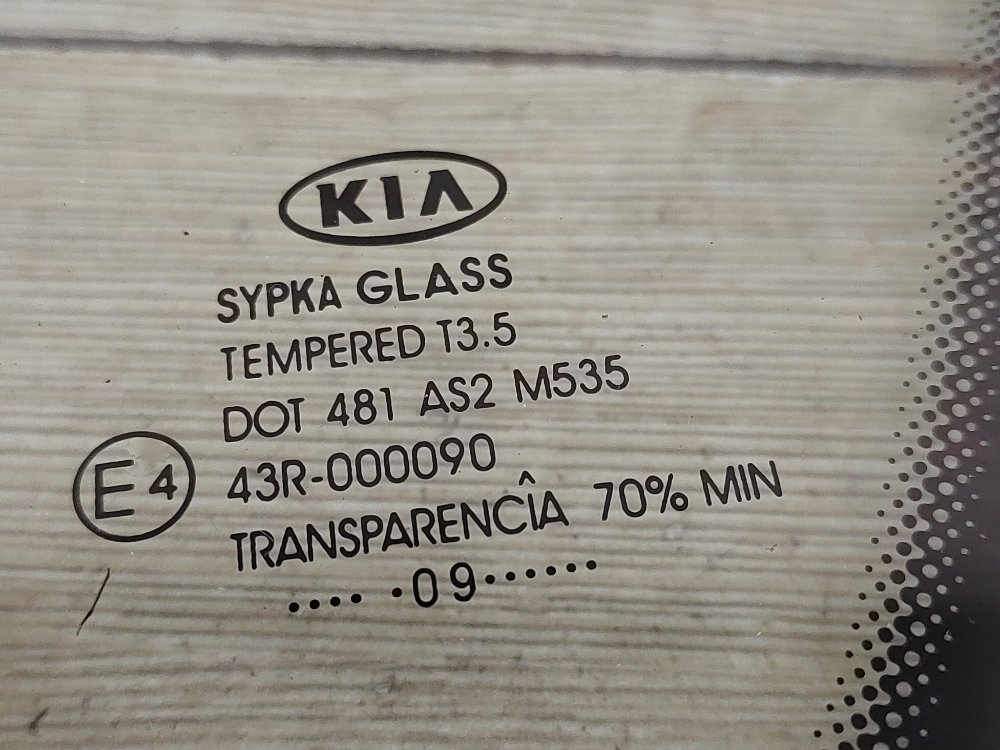 KIA
SYPKA GLASS
TEMPERED T3.5
DOT 481 AS2 M535
E4
43R-000090
TRANSPARENCÎA 70% MIN
.... .09......